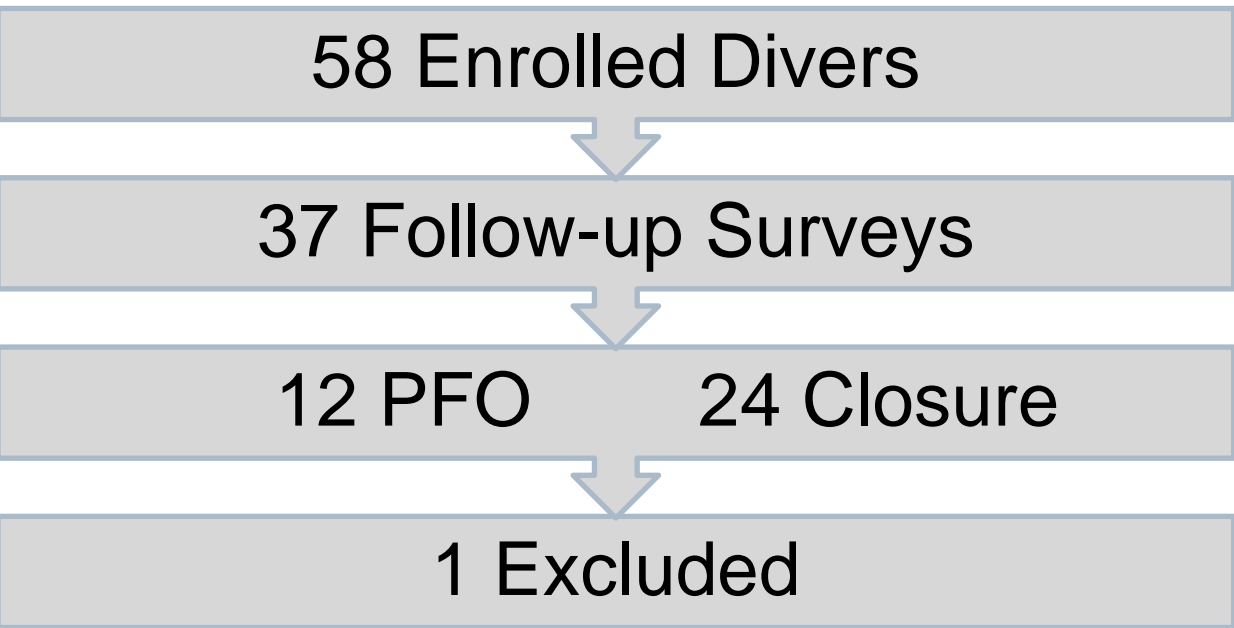 58 Enrolled Divers
37 Follow-up Surveys
12 PFO 24 Closure
1 Excluded